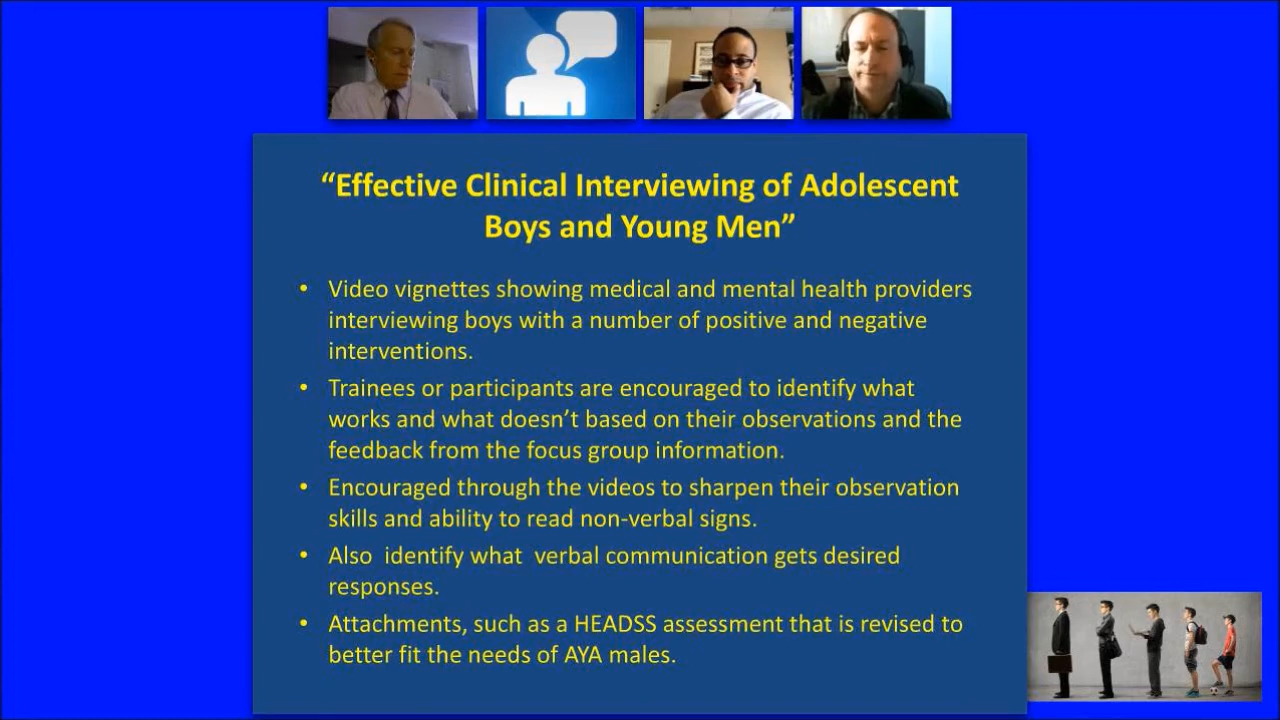 “Effective Clinical Interviewing of Adolescent
Boys and Young Men”
• Video vignettes showing medical and mental health providers
interviewing boys with a number of positive and negative
interventions.
• Trainees or participants are encouraged to identify what
works and what doesn’t based on their observations and the
feedback from the focus group information.
• Encouraged through the videos to sharpen their observation
skills and ability to read non-verbal signs.
• Also  identify what  verbal communication gets desired
responses.
• Attachments, such as a HEADSS assessment that is revised to
better fit the needs of AYA males.